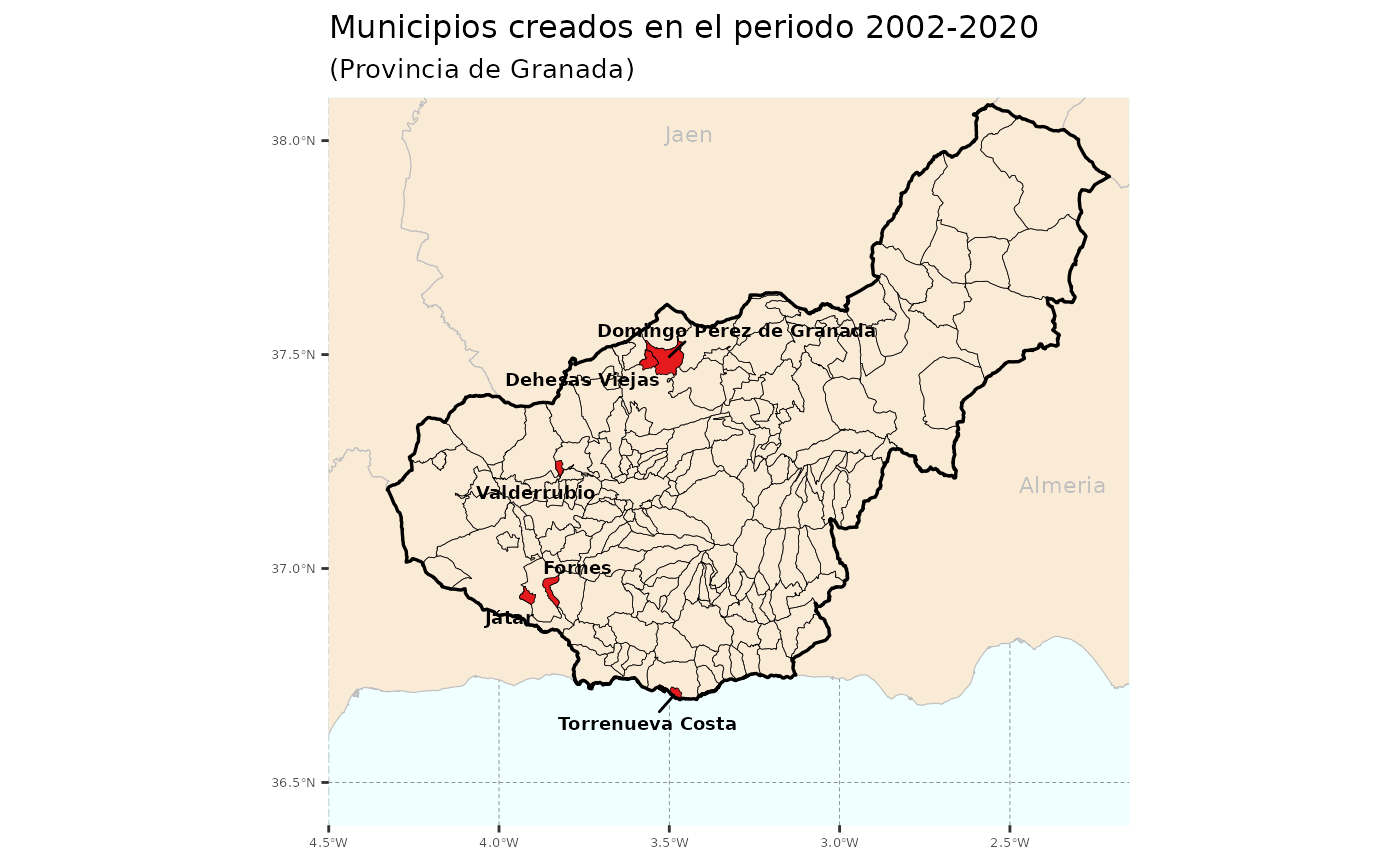 Municipios creados en el periodo 2002-2020
(Provincia de Granada)
Jaen
38.0°N
Domingo Pérez de Granada
37.5°N
Dehesas Viejas
Almeria
Valderrubio
37.0°N
Fornes
Játar
Torrenueva Costa
36.5°N
4.5°W
4.0°W
3.5°W
3.0°W
2.5°W